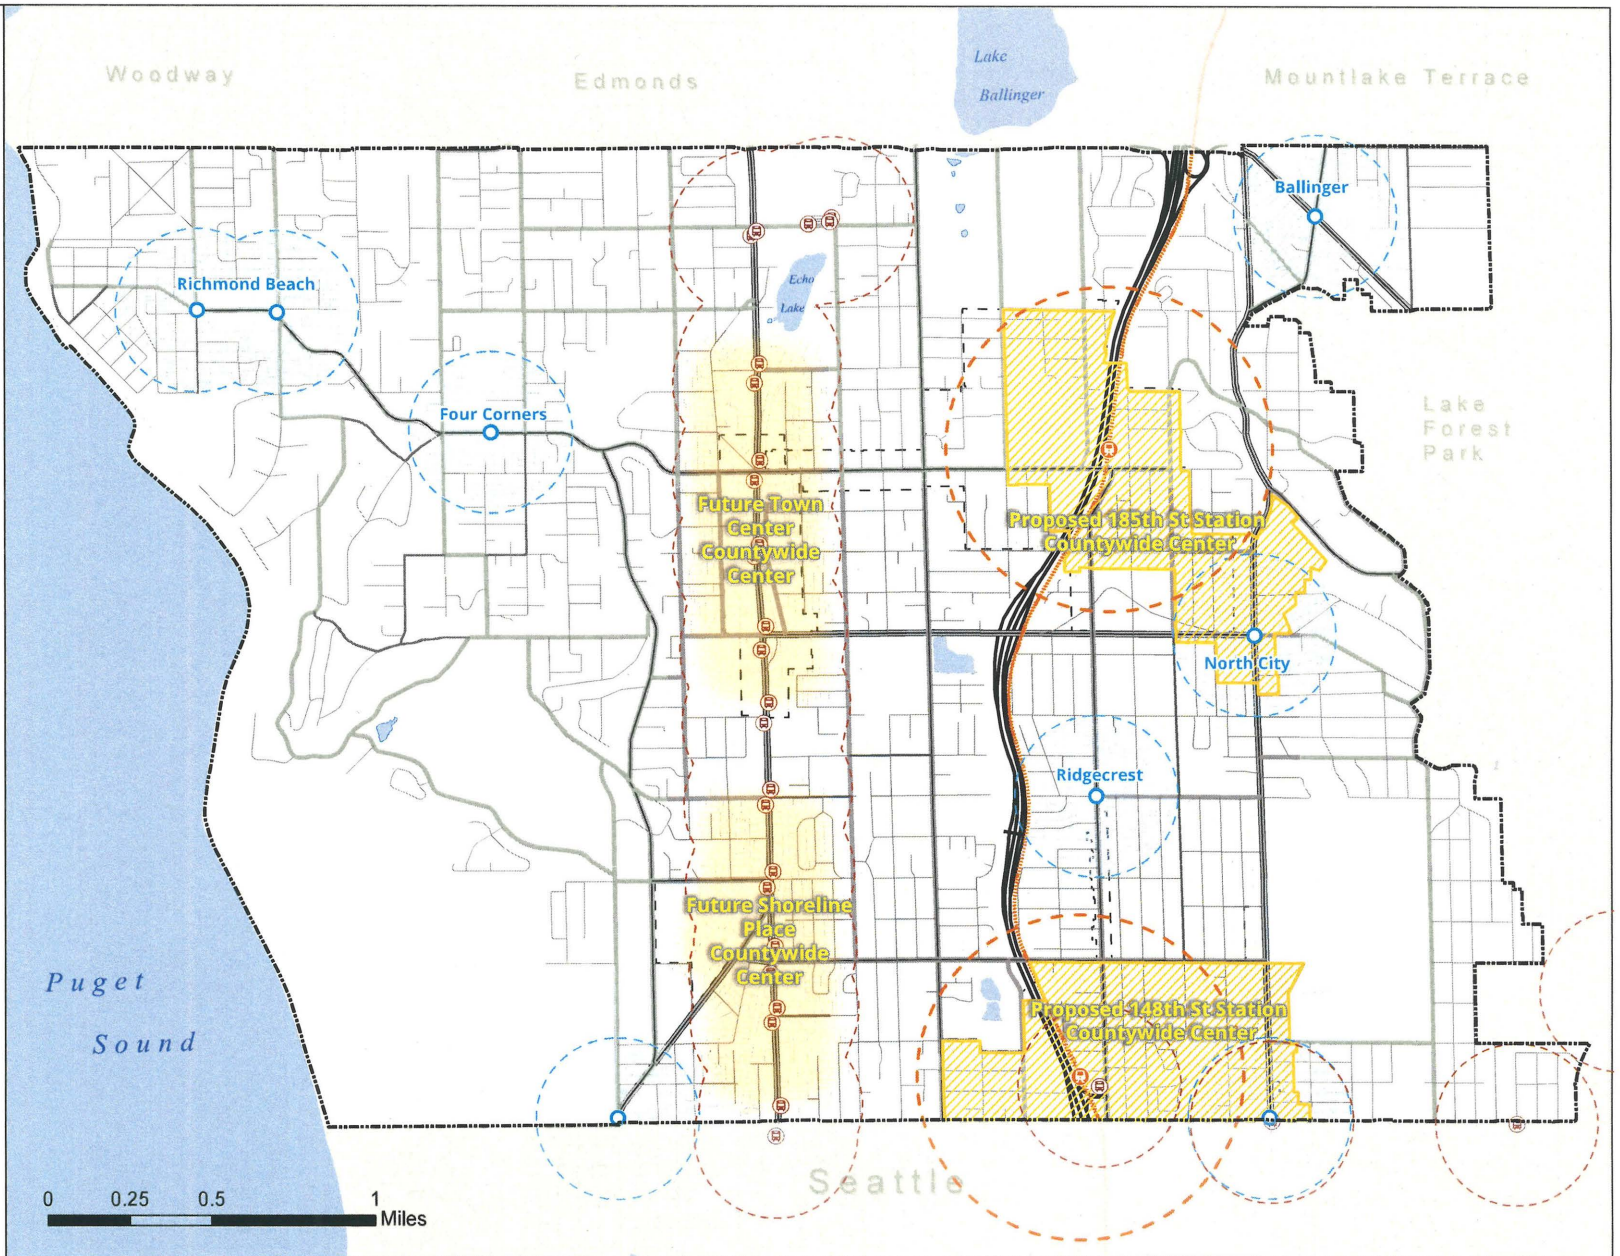 Lake
Ballinger
Woodway
Edmonds
Mountlake Terrace
Ballinger
Richmond Beach
Echo
Lake
Four Corners
Lake
Forest
Park
Future Town
Center
Countywide
Center
Proposed 185th St Station
Countywide Center
North City
Ridgecrest
Future Shoreline
Place
Countywide
Center
Puget
Sound
Proposed 148th St Station
Countywide Center
Seattle
0 0.25 0.5 1
Miles